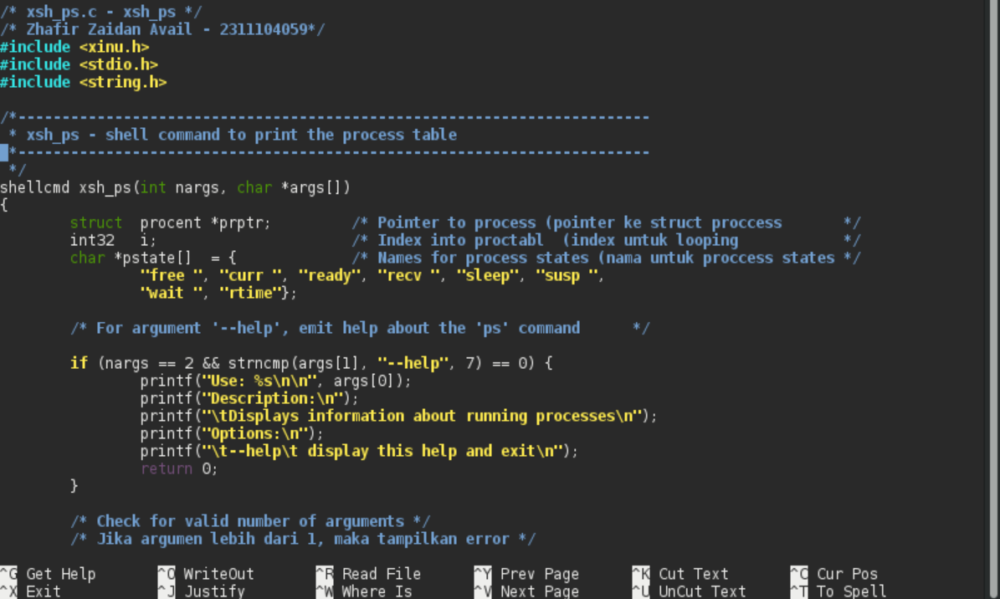 /* xsh_ps.c - xsh_ps */
/* Zhafir Zaidan Avail - 2311104059*/
#include <xinu.h>
#include <stdio.h>
#include <string.h>

/*------------------------------------------------------------------------
 * xsh_ps - shell command to print the process table
 *------------------------------------------------------------------------
 */
shellcmd xsh_ps(int nargs, char *args[])
{
        struct  procent *prptr;         /* Pointer to process (pointer ke struct proccess       */
        int32   i;                      /* Index into proctabl  (index untuk looping            */
        char *pstate[]  = {             /* Names for process states (nama untuk proccess states */
                "free ", "curr ", "ready", "recv ", "sleep", "susp ",
                "wait ", "rtime"};

        /* For argument '--help', emit help about the 'ps' command      */

        if (nargs == 2 && strncmp(args[1], "--help", 7) == 0) {
                printf("Use: %s\n\n", args[0]);
                printf("Description:\n");
                printf("\tDisplays information about running processes\n");
                printf("Options:\n");
                printf("\t--help\t display this help and exit\n");
                return 0;
        }

        /* Check for valid number of arguments */
        /* Jika argumen lebih dari 1, maka tampilkan error */

^G Get Help ^O WriteOut ^R Read File ^Y Prev Page ^K Cut Text ^C Cur Pos
^X Exit ^J Justify ^W Where Is ^V Next Page ^U UnCut Text ^T To Spell